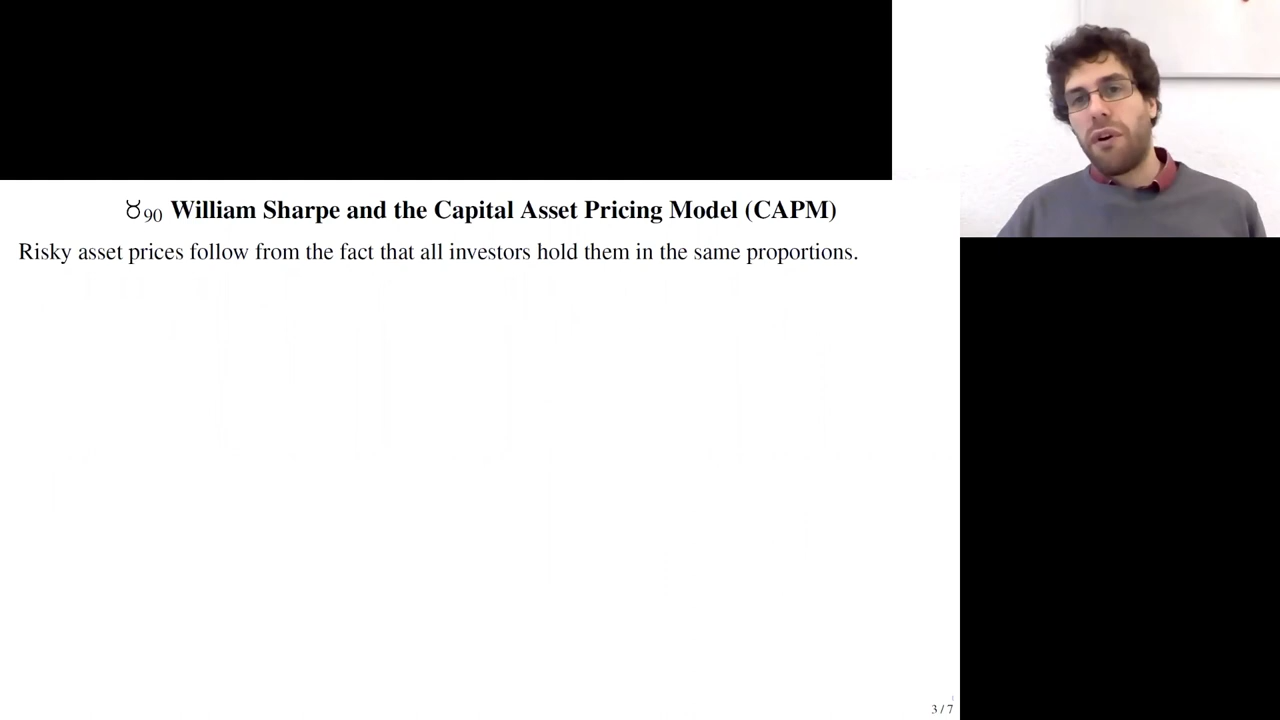 ♉90 William Sharpe and the Capital Asset Pricing Model (CAPM)
Risky asset prices follow from the fact that all investors hold them in the same proportions.
3 / 7